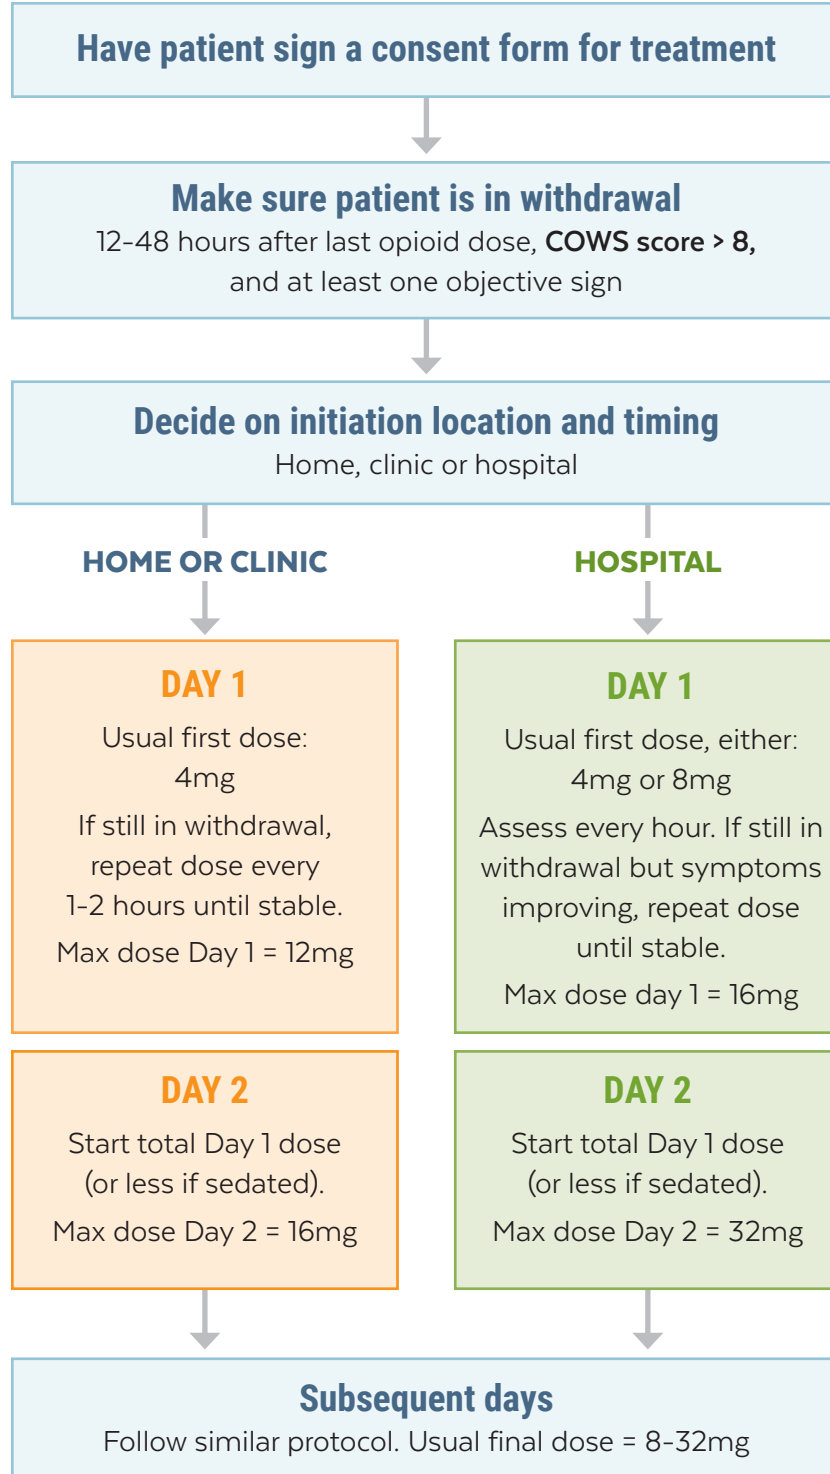 Have patient sign a consent form for treatment
Make sure patient is in withdrawal
12-48 hours after last opioid dose, COWS score > 8,
and at least one objective sign
Decide on initiation location and timing
Home, clinic or hospital
HOME OR CLINIC
DAY 1
Usual first dose:
4mg
If still in withdrawal,
repeat dose every
1-2 hours until stable.
Max dose Day 1 = 12mg
DAY 2
Start total Day 1 dose
(or less if sedated).
Max dose Day 2 = 16mg
HOSPITAL
DAY 1
Usual first dose, either:
4mg or 8mg
Assess every hour. If still in
withdrawal but symptoms
improving, repeat dose
until stable.
Max dose day 1 = 16mg
DAY 2
Start total Day 1 dose
(or less if sedated).
Max dose Day 2 = 32mg
Subsequent days
Follow similar protocol. Usual final dose = 8-32mg